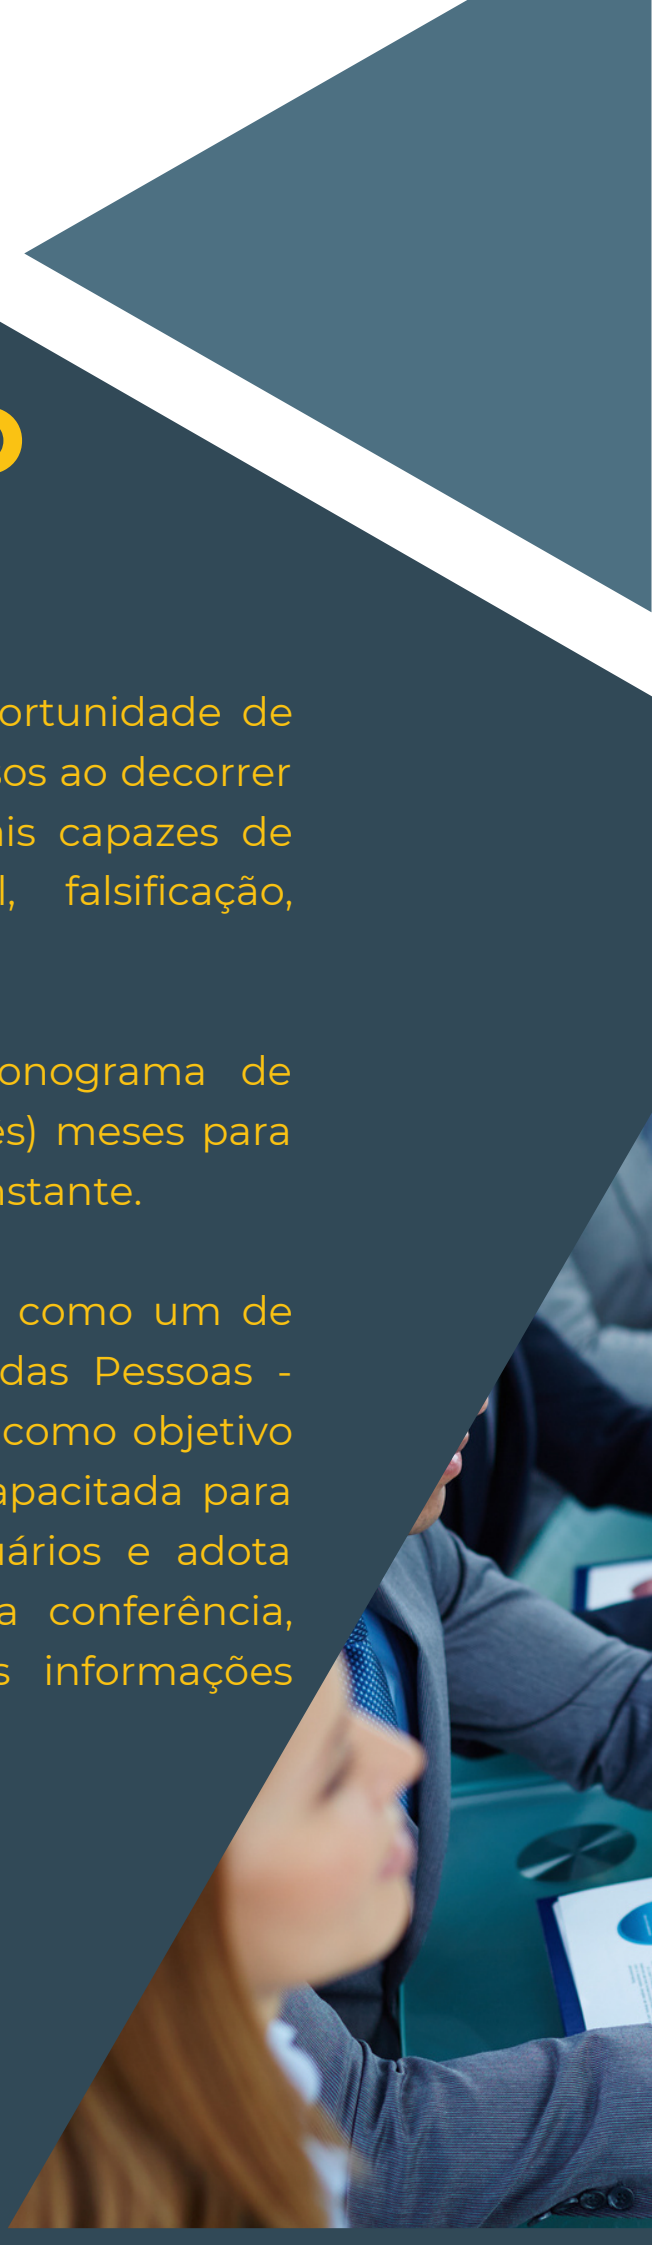 O
ortunidade de
sos ao decorrer
is capazes de
l, falsificação,
onograma de
es) meses para
nstante.
como um de
das Pessoas -
como objetivo
apacitada para
uários e adota
a conferência,
s informações